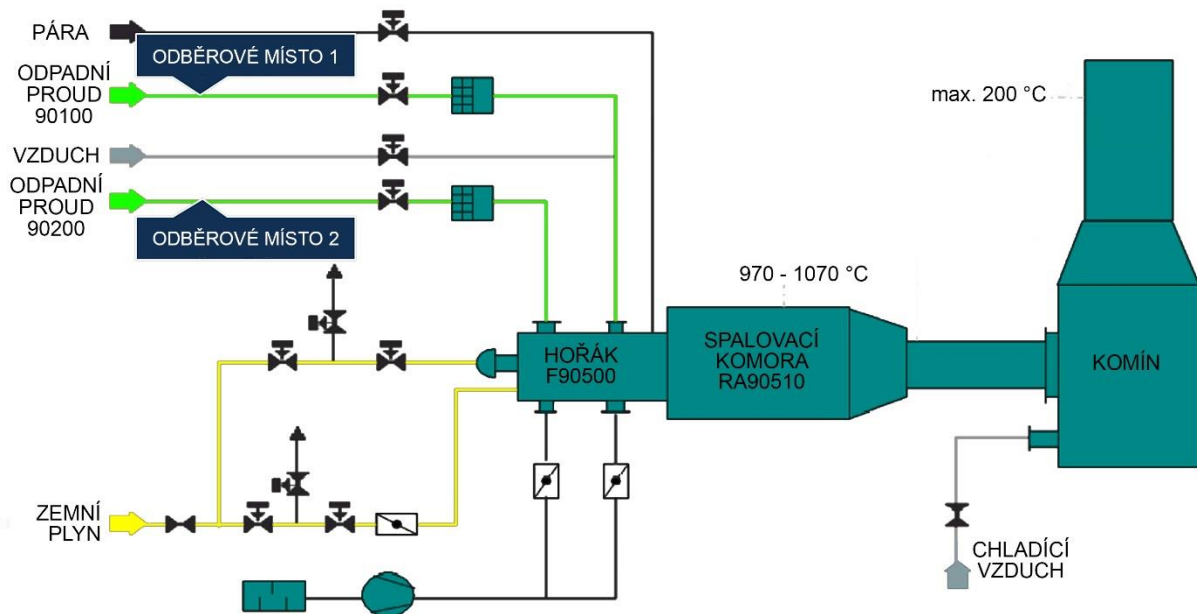 PÁRA
ODBĚROVÉ MÍSTO 1
ODPADNÍ
PROUD
90100
VZDUCH
ODPADNÍ
PROUD
90200
ODBĚROVÉ MÍSTO 2
max. 200 °C
970 - 1070 °C
HOŘÁK
F90500
SPALOVACÍ
KOMORA
RA90510
KOMÍN
ZEMNÍ
PLYN
CHLADÍCÍ
VZDUCH